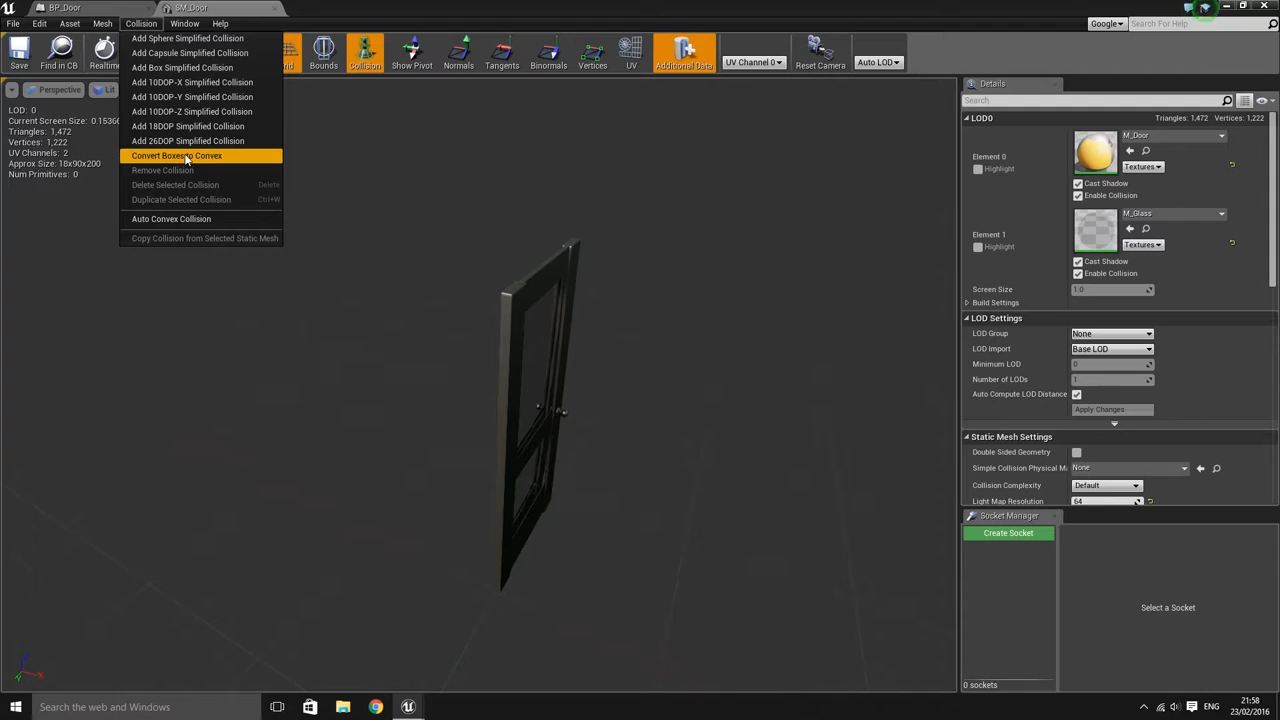 BP_Door
SM_Door
File Edit Asset Mesh Collision Window Help
Google
Search For Help
Save
Find in CB
Realtime
Bounds
Collision
Show Pivot
Normals
Tangents
Binormals
Vertices
UV
Additional Data
UV Channel 0
Reset Camera
Auto LOD
Perspective
Lit
LOD: 0
Triangles: 1,472
Vertices: 1,222
UV Channels: 2
Approx Size: 18x90x200
Num Primitives: 0
Add Sphere Simplified Collision
Add Capsule Simplified Collision
Add Box Simplified Collision
Add 10DOP-X Simplified Collision
Add 10DOP-Y Simplified Collision
Add 10DOP-Z Simplified Collision
Add 18DOP Simplified Collision
Add 26DOP Simplified Collision
Convert Boxes to Convex
Remove Collision
Delete Selected Collision Delete
Duplicate Selected Collision Ctrl+W
Auto Convex Collision
Copy Collision from Selected Static Mesh
Details
Search
LOD0 Triangles: 1,472 Vertices: 1,222
Element 0
Highlight
M_Door
Textures
Cast Shadow
Enable Collision
Element 1
Highlight
M_Glass
Textures
Cast Shadow
Enable Collision
Screen Size 1.0
Build Settings
LOD Settings
LOD Group None
LOD Import Base LOD
Minimum LOD 0
Number of LODs 1
Auto Compute LOD Distance
Apply Changes
Static Mesh Settings
Double Sided Geometry
Simple Collision Physical M None
Collision Complexity Default
Light Map Resolution 64
Socket Manager
Create Socket
Select a Socket
0 sockets
Search the web and Windows
ENG
21:58
23/02/2016